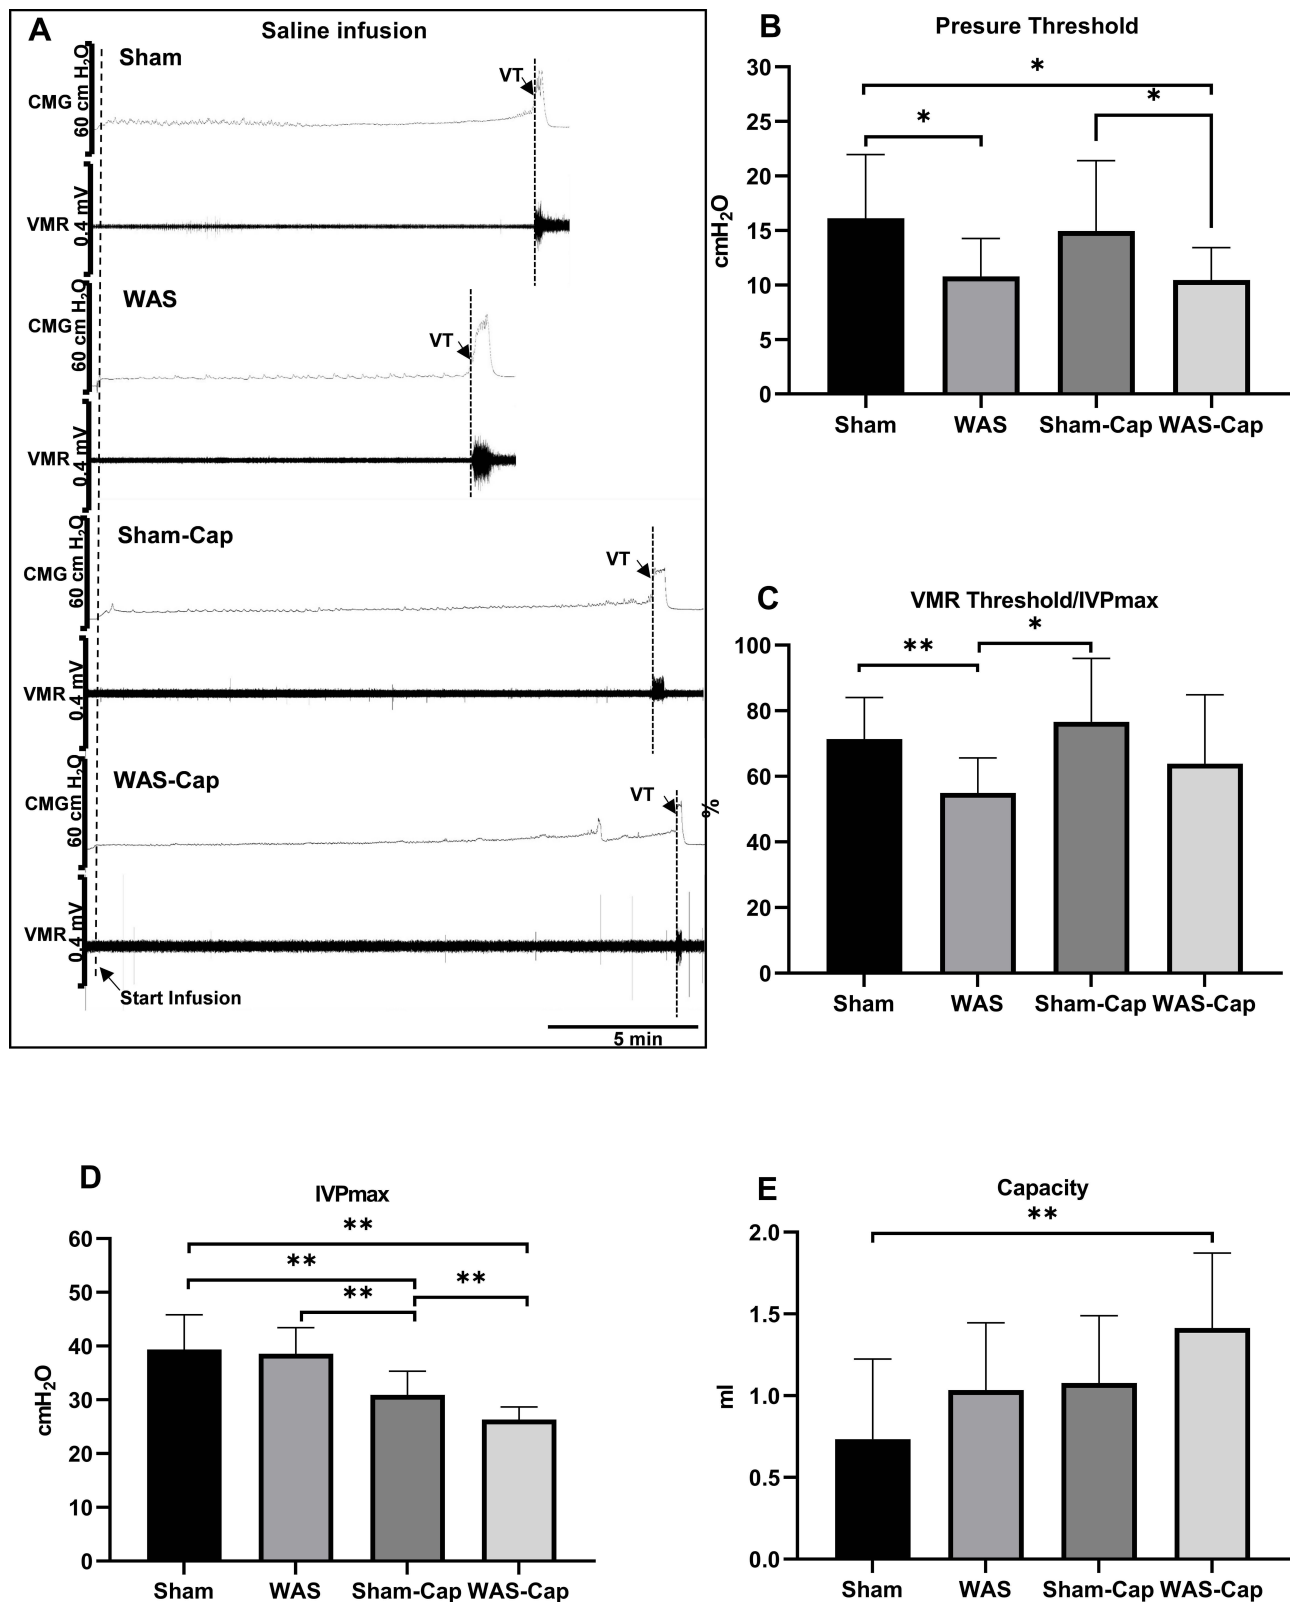 A
Saline infusion
Sham
CMG
60 cm H₂O
VT
VMR
0.4 mV
WAS
CMG
60 cm H₂O
VT
VMR
0.4 mV
Sham-Cap
CMG
60 cm H₂O
VT
VMR
0.4 mV
WAS-Cap
CMG
60 cm H₂O
VT
VMR
0.4 mV
Start Infusion
5 min
B
Presure Threshold
cmH₂O
30
25
20
15
10
5
0
*
*
*
Sham WAS Sham-Cap WAS-Cap
C
VMR Threshold/IVPmax
%
100
80
60
40
20
0
**
*
Sham WAS Sham-Cap WAS-Cap
D
IVPmax
cmH₂O
60
50
40
30
20
10
0
**
**
**
**
Sham WAS Sham-Cap WAS-Cap
E
Capacity
ml
2.0
1.5
1.0
0.5
0.0
**
Sham WAS Sham-Cap WAS-Cap